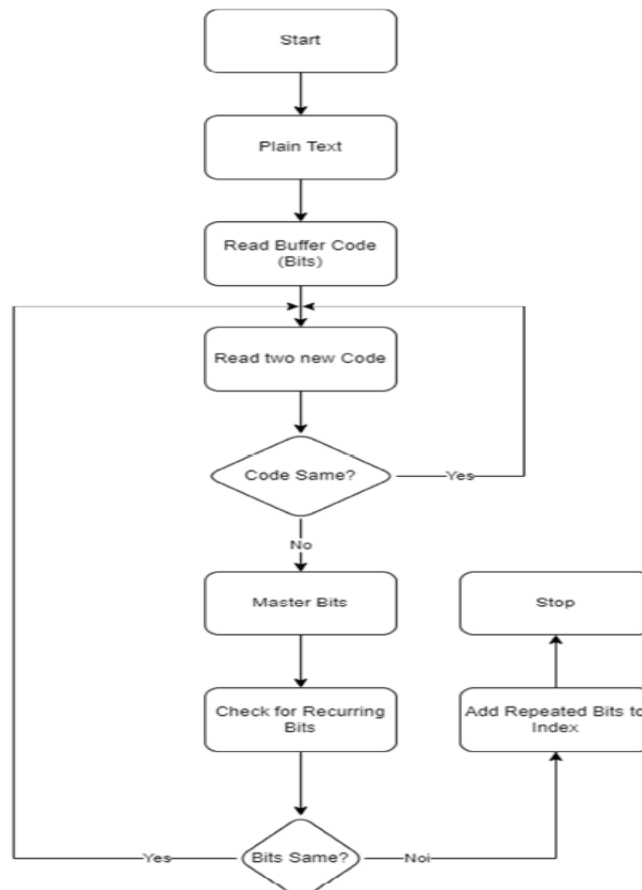 Start
Plain Text
Read Buffer Code
(Bits)
Read two new Code
Code Same?
Yes
No
Master Bits
Stop
Check for Recurring
Bits
Add Repeated Bits to
Index
Yes
Bits Same?
Noi